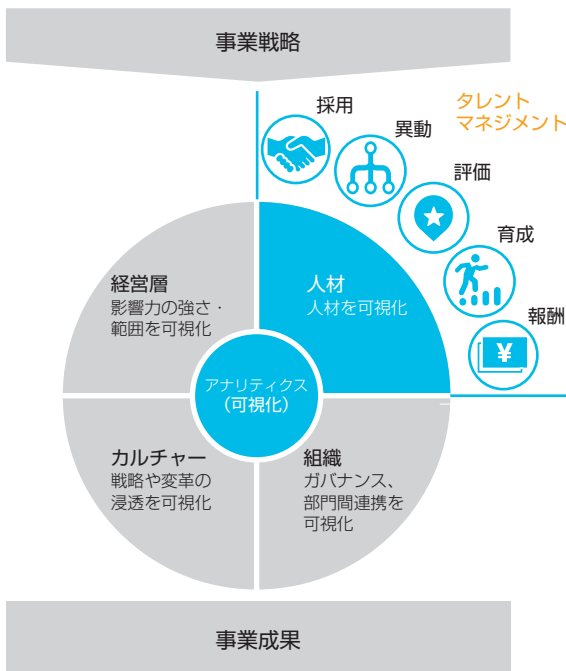 事業戦略
タレント
マネジメント
採用
異動
評価
育成
報酬
¥
経営層
影響力の強さ・
範囲を可視化
人材
人材を可視化
アナリティクス
(可視化)
カルチャー
戦略や変革の
浸透を可視化
組織
ガバナンス、
部門間連携を
可視化
事業成果